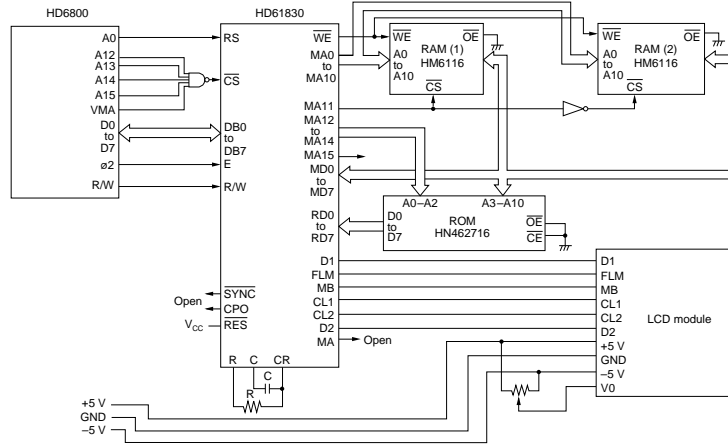 HD6800
HD61830
A0
A12
A13
A14
A15
VMA
D0
to
D7
ø2
R/W
RS
CS
DB0
to
DB7
E
R/W
SYNC
CPO
RES
Open
VCC
R C CR
C
R
WE
MA0
to
MA10
MA11
MA12
to
MA14
MA15
MD0
to
MD7
RD0
to
RD7
D1
FLM
MB
CL1
CL2
D2
MA
Open
WE OE
A0
to
A10
RAM (1)
HM6116
CS
WE OE
A0
to
A10
RAM (2)
HM6116
CS
A0–A2 A3–A10
D0
to
D7
ROM
HN462716
OE
CE
D1
FLM
MB
CL1
CL2
D2
+5 V
GND
–5 V
V0
LCD module
+5 V
GND
–5 V